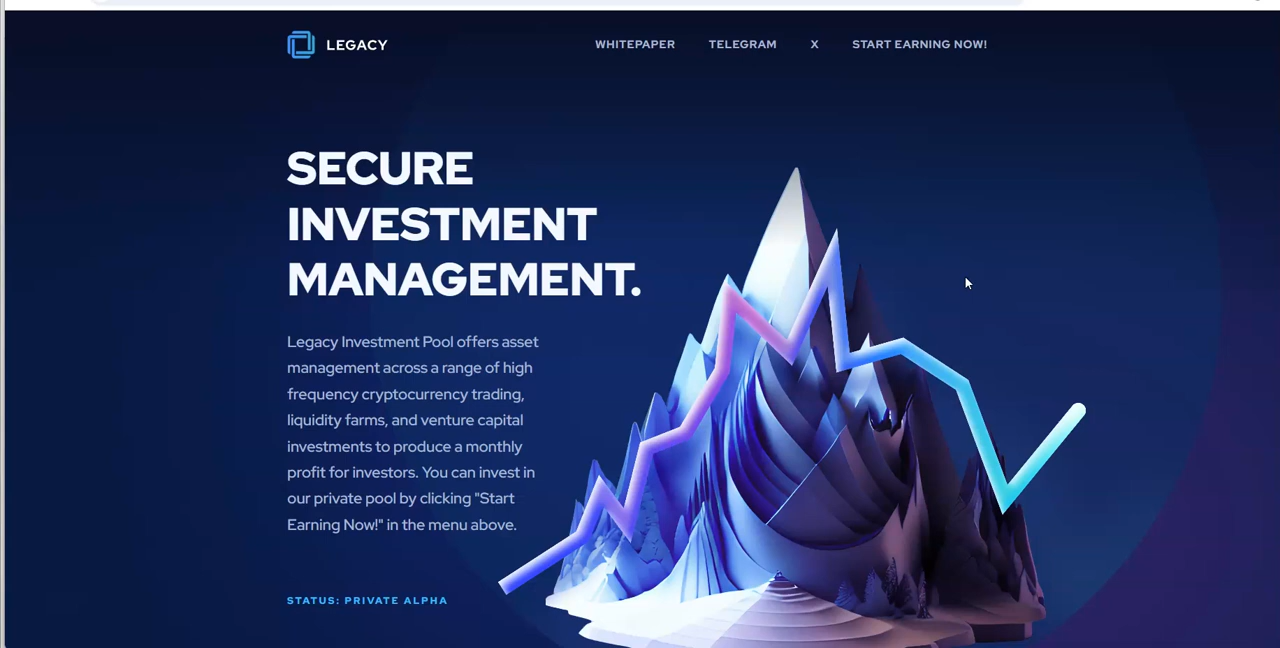 LEGACY
WHITEPAPER
TELEGRAM
X
START EARNING NOW!
SECURE
INVESTMENT
MANAGEMENT.
Legacy Investment Pool offers asset
management across a range of high
frequency cryptocurrency trading,
liquidity farms, and venture capital
investments to produce a monthly
profit for investors. You can invest in
our private pool by clicking "Start
Earning Now!" in the menu above.
STATUS: PRIVATE ALPHA